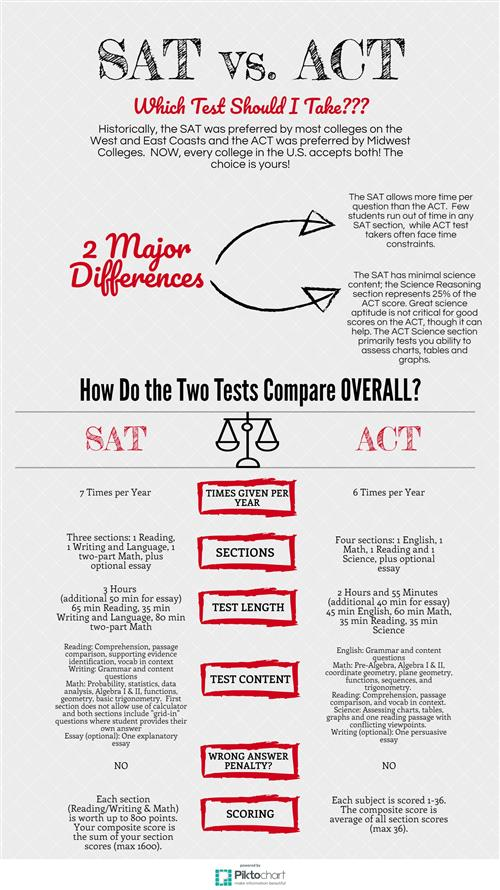 SAT vs. ACT
Which Test Should I Take???
Historically, the SAT was preferred by most colleges on the
West and East Coasts and the ACT was preferred by Midwest
Colleges. NOW, every college in the U.S. accepts both! The
choice is yours!
The SAT allows more time per
question than the ACT. Few
students run out of time in any
SAT section, while ACT test
takers often face time
constraints.
2 Major
Differences
The SAT has minimal science
content; the Science Reasoning
section represents 25% of the
ACT score. Great science
aptitude is not critical for good
scores on the ACT, though it can
help. The ACT Science section
primarily tests you ability to
assess charts, tables and
graphs.
How Do the Two Tests Compare OVERALL?
SAT
ACT
7 Times per Year
TIMES GIVEN PER
YEAR
6 Times per Year
Three sections: 1 Reading,
1 Writing and Language, 1
two-part Math, plus
optional essay
SECTIONS
Four sections: 1 English, 1
Math, 1 Reading and 1
Science, plus optional
essay
3 Hours
(additional 50 min for essay)
65 min Reading, 35 min
Writing and Language, 80 min
two-part Math
TEST LENGTH
2 Hours and 55 Minutes
(additional 40 min for essay)
45 min English, 60 min Math,
35 min Reading, 35 min
Science
Reading: Comprehension, passage
comparison, supporting evidence
identification, vocab in context
Writing: Grammar and content
questions
Math: Probability, statistics, data
analysis, Algebra I & II, functions,
geometry, basic trigonometry. First
section does not allow use of calculator
and both sections include "grid-in"
questions where student provides their
own answer
Essay (optional): One explanatory
essay
TEST CONTENT
English: Grammar and content
questions
Math: Pre-Algebra, Algebra I & II,
coordinate geometry, plane geometry,
functions, sequences, and
trigonometry.
Reading: Comprehension, passage
comparison, and vocab in context.
Science: Assessing charts, tables,
graphs and one reading passage with
conflicting viewpoints.
Writing (optional): One persuasive
essay
NO
WRONG ANSWER
PENALTY?
NO
Each section
(Reading/Writing & Math)
is worth up to 800 points.
Your composite score is
the sum of your section
scores (max 1600).
SCORING
Each subject is scored 1-36.
The composite score is
average of all section scores
(max 36).
powered by
Piktochart
make information beautiful